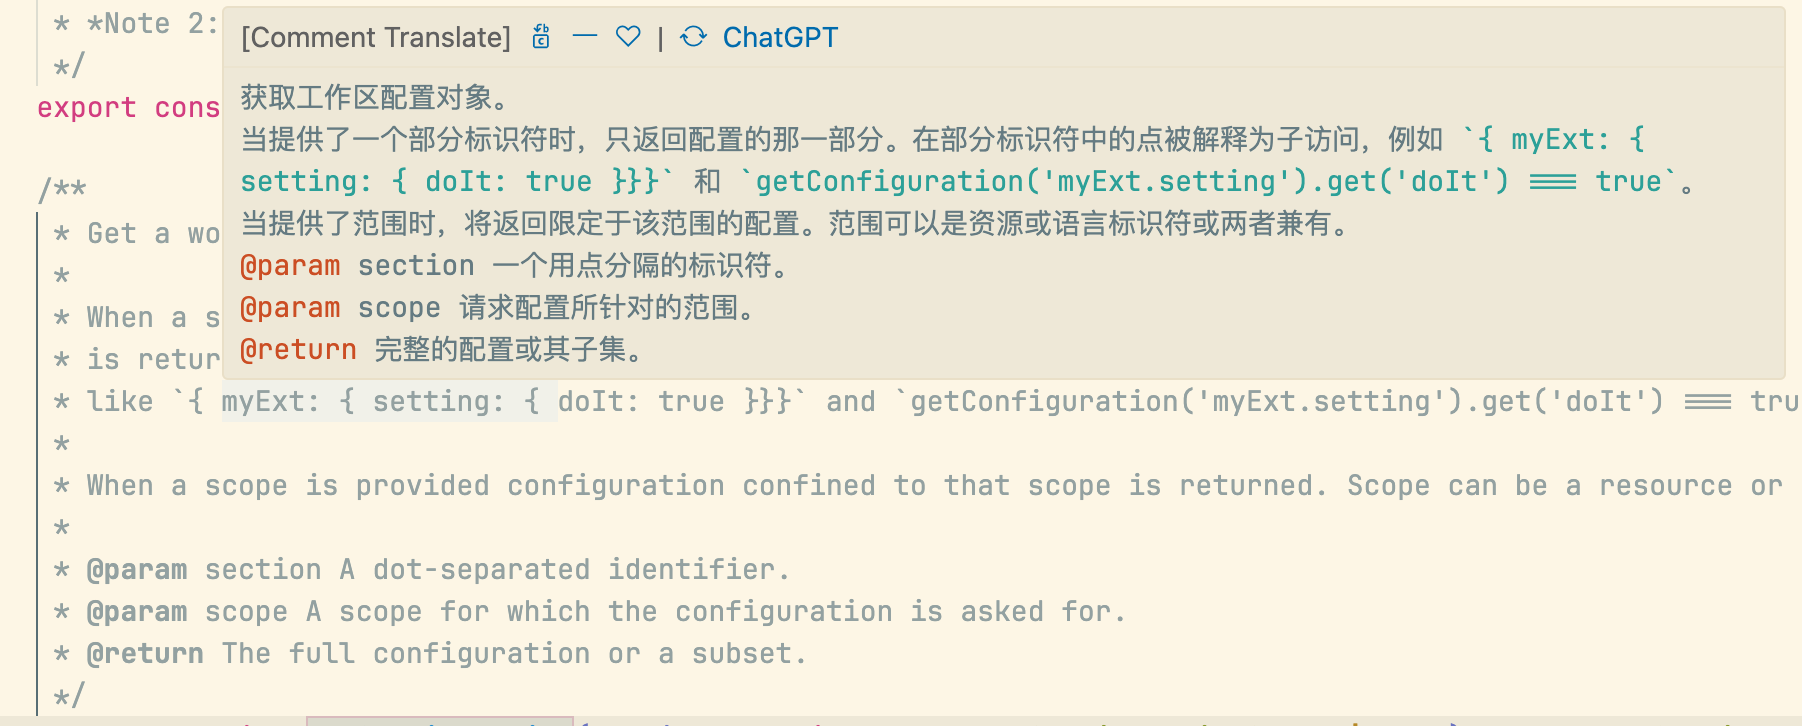 * *Note 2:
*/
export cons
[Comment Translate] — | ChatGPT
获取工作区配置对象。
当提供了一个部分标识符时，只返回配置的那一部分。在部分标识符中的点被解释为子访问，例如 `{ myExt: {
setting: { doIt: true }}}` 和 `getConfiguration('myExt.setting').get('doIt') === true`。
当提供了范围时，将返回限定于该范围的配置。范围可以是资源或语言标识符或两者兼有。
@param section 一个用点分隔的标识符。
@param scope 请求配置所针对的范围。
@return 完整的配置或其子集。
/**
* Get a wo
*
* When a s
* is retur
* like `{ myExt: { setting: { doIt: true }}}` and `getConfiguration('myExt.setting').get('doIt') === tru
*
* When a scope is provided configuration confined to that scope is returned. Scope can be a resource or
*
* @param section A dot-separated identifier.
* @param scope A scope for which the configuration is asked for.
* @return The full configuration or a subset.
*/